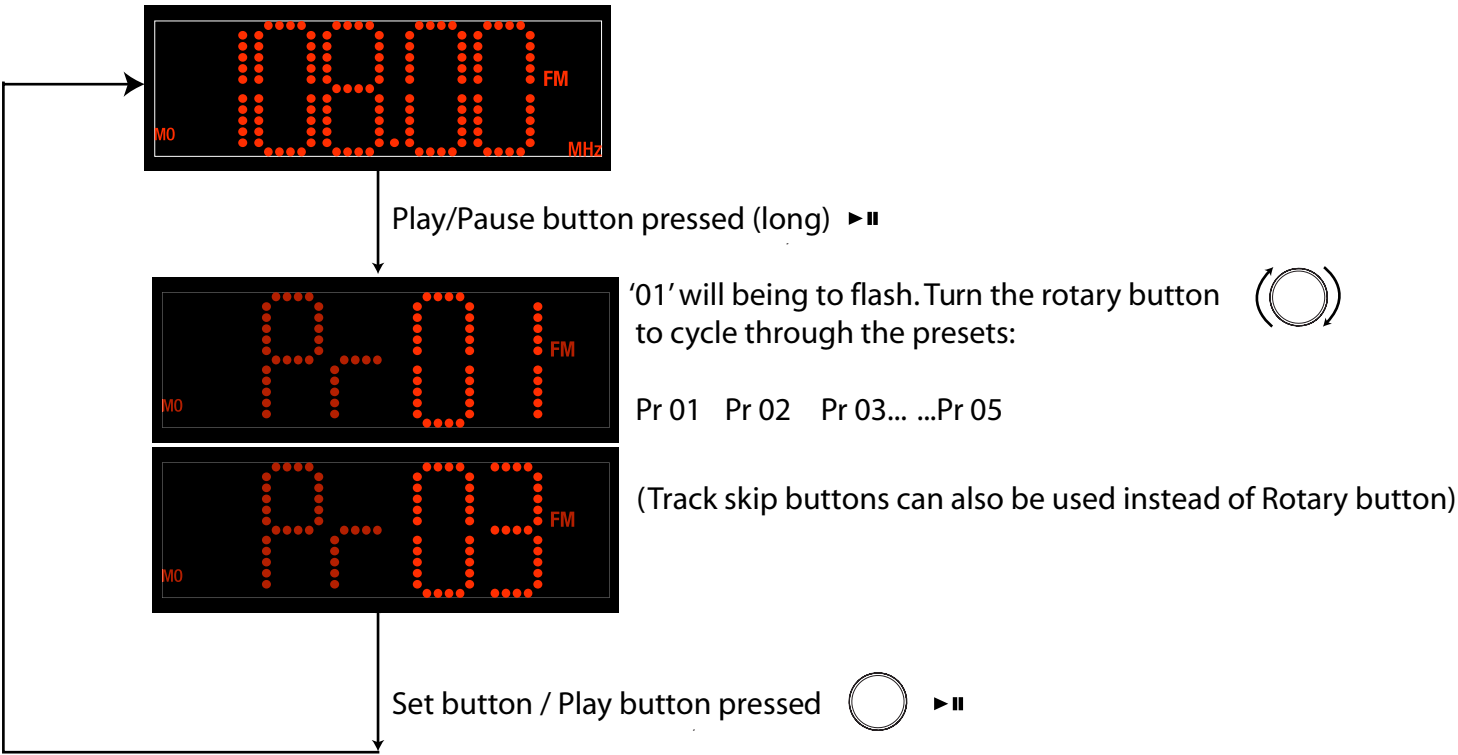 108.00 FM
MO
MHz
Play/Pause button pressed (long)
Pr 01 FM
MO
‘01’ will being to flash. Turn the rotary button
to cycle through the presets:
Pr 01 Pr 02 Pr 03... ...Pr 05
Pr 03 FM
MO
(Track skip buttons can also be used instead of Rotary button)
Set button / Play button pressed